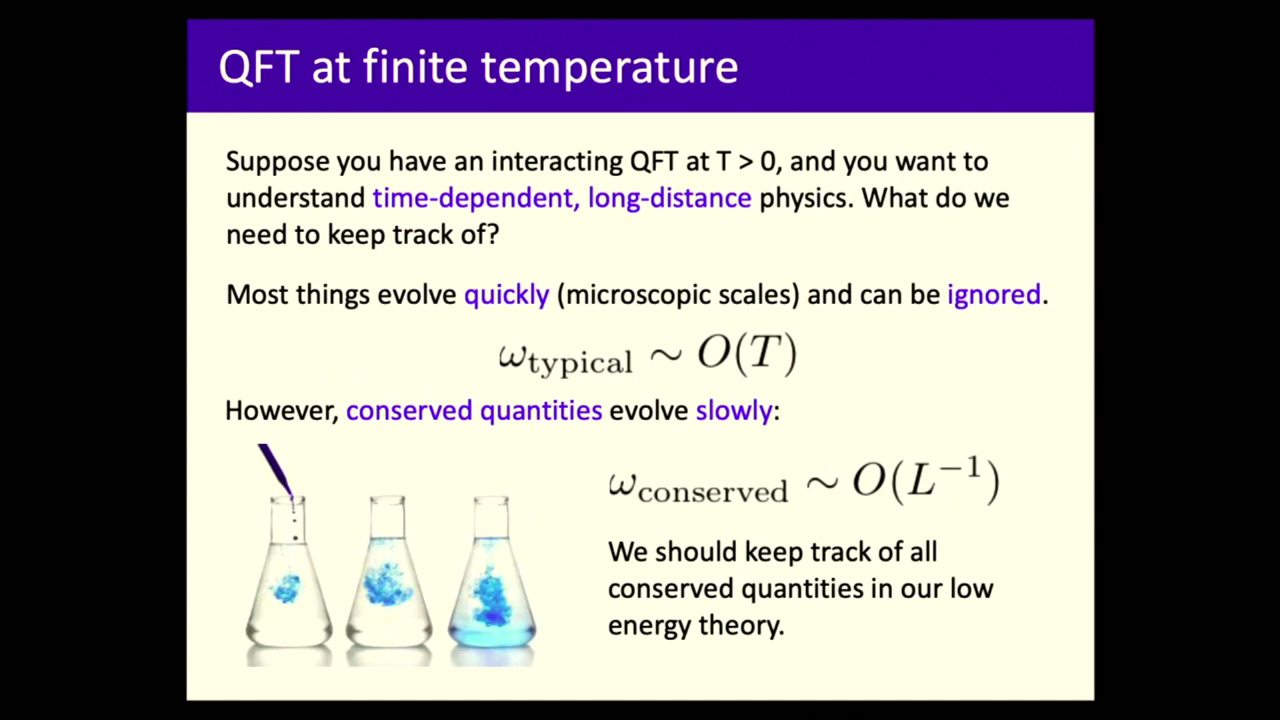 QFT at finite temperature
Suppose you have an interacting QFT at T > 0, and you want to
understand time-dependent, long-distance physics. What do we
need to keep track of?
Most things evolve quickly (microscopic scales) and can be ignored.
ω_typical ∼ O(T)
However, conserved quantities evolve slowly:
ω_conserved ∼ O(L⁻¹)
We should keep track of all
conserved quantities in our low
energy theory.